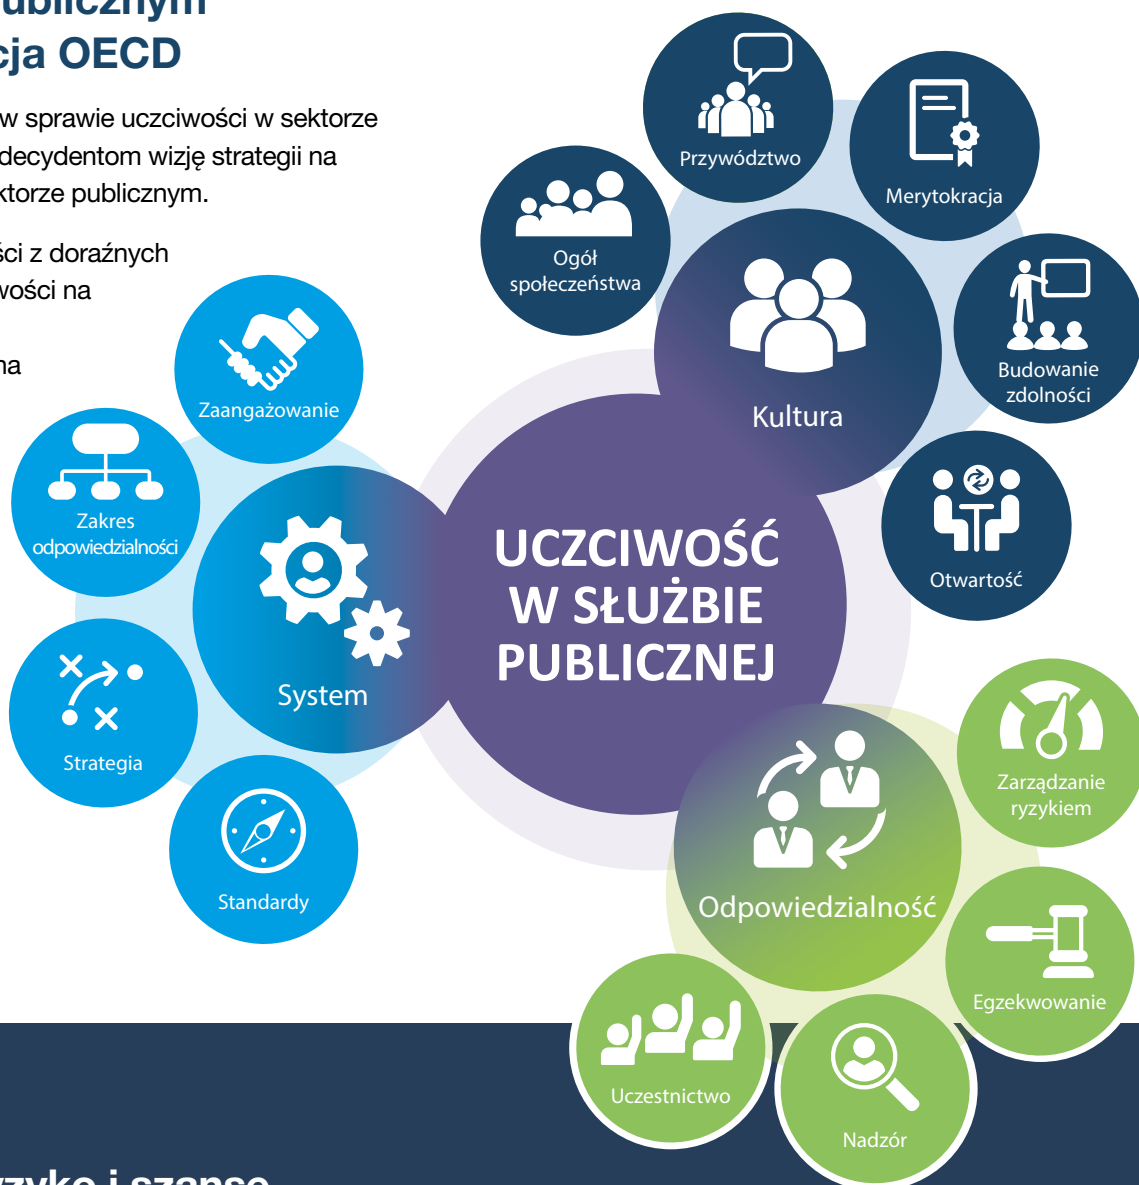 publicznym
cja OECD
w sprawie uczciwości w sektorze
decydentom wizję strategii na
ktorze publicznym.
ści z doraźnych
wości na
na
Przywództwo
Merytokracja
Ogół
społeczeństwa
Budowanie
zdolności
Kultura
Otwartość
Zaangażowanie
Zakres
odpowiedzialności
System
Strategia
Standardy
UCZCIWOŚĆ
W SŁUŻBIE
PUBLICZNEJ
Zarządzanie
ryzykiem
Odpowiedzialność
Egzekwowanie
Uczestnictwo
Nadzór
yzyko i szanse